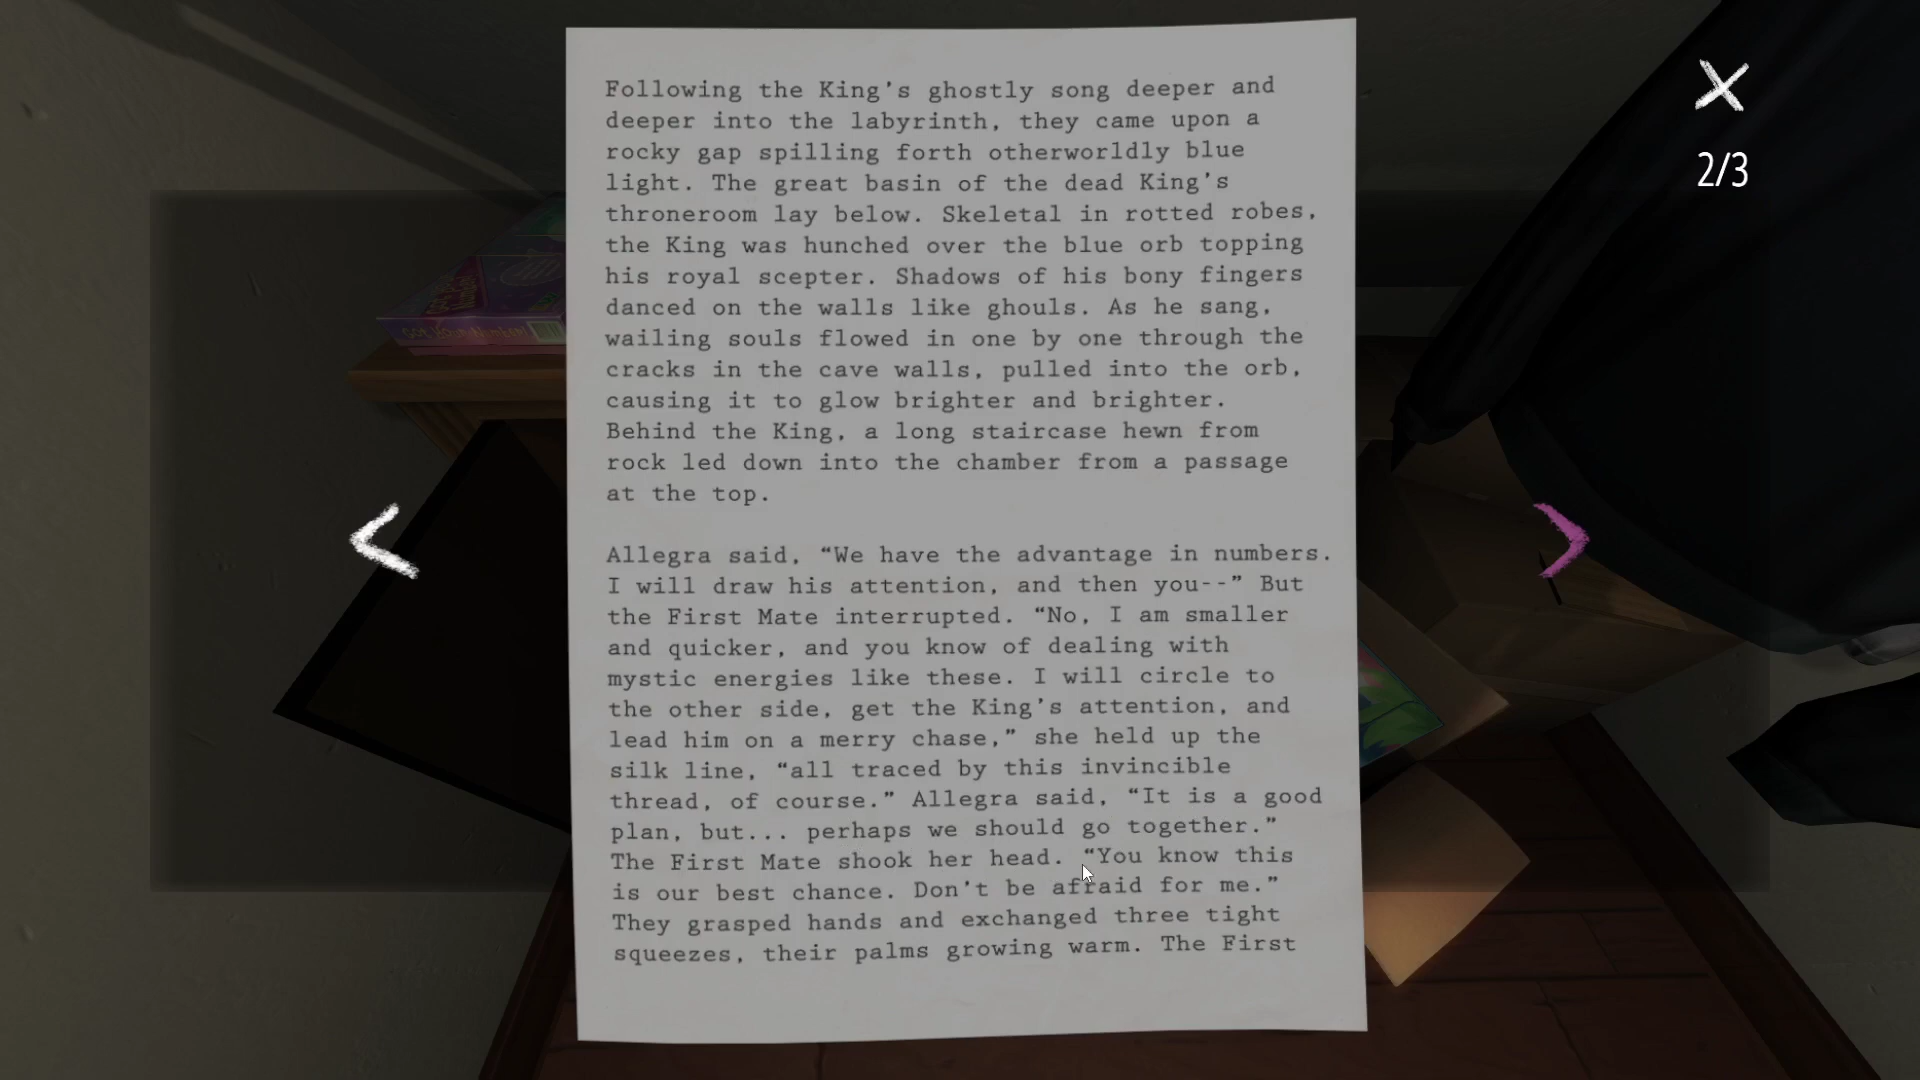 Following the King's ghostly song deeper and
deeper into the labyrinth, they came upon a
rocky gap spilling forth otherworldly blue
light. The great basin of the dead King's
throneroom lay below. Skeletal in rotted robes,
the King was hunched over the blue orb topping
his royal scepter. Shadows of his bony fingers
danced on the walls like ghouls. As he sang,
wailing souls flowed in one by one through the
cracks in the cave walls, pulled into the orb,
causing it to glow brighter and brighter.
Behind the King, a long staircase hewn from
rock led down into the chamber from a passage
at the top.

Allegra said, “We have the advantage in numbers.
I will draw his attention, and then you--” But
the First Mate interrupted. “No, I am smaller
and quicker, and you know of dealing with
mystic energies like these. I will circle to
the other side, get the King's attention, and
lead him on a merry chase,” she held up the
silk line, “all traced by this invincible
thread, of course.” Allegra said, “It is a good
plan, but... perhaps we should go together.”
The First Mate shook her head. “You know this
is our best chance. Don't be afraid for me.”
They grasped hands and exchanged three tight
squeezes, their palms growing warm. The First
2/3